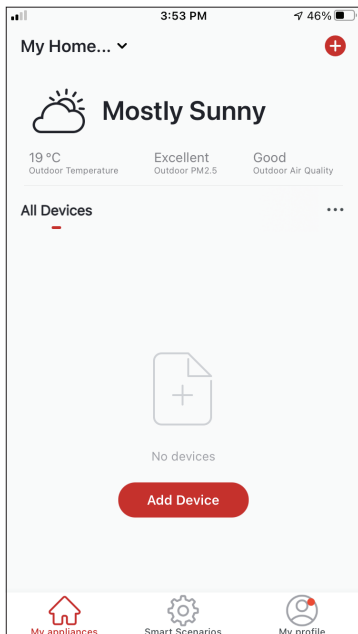 3:53 PM
46%
My Home...
Mostly Sunny
19 °C
Excellent
Good
Outdoor Temperature
Outdoor PM2.5
Outdoor Air Quality
All Devices
...
No devices
Add Device
My appliances
Smart Scenarios
My profile